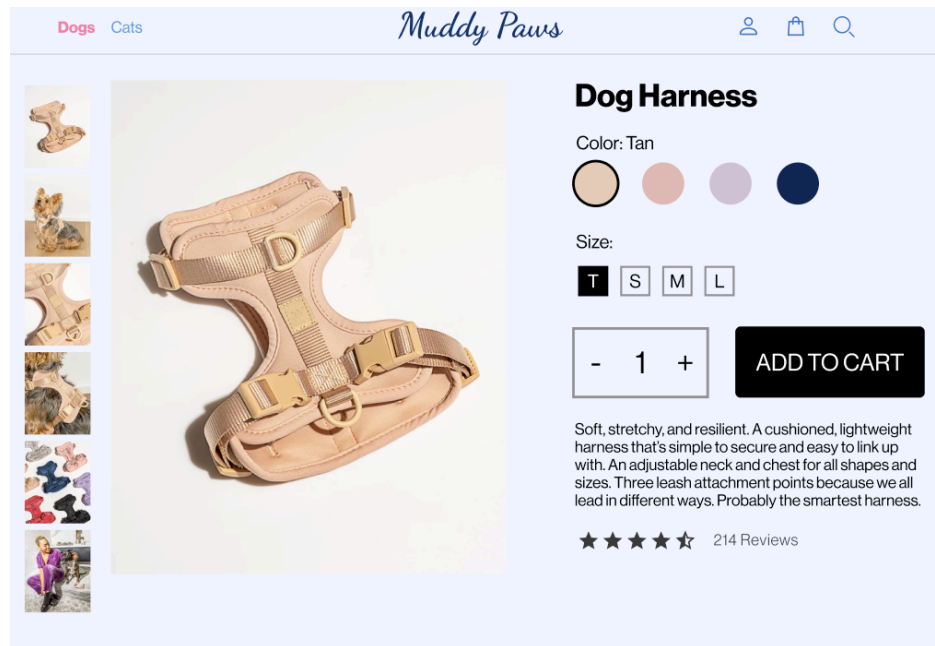 Dogs Cats
Muddy Paws
Dog Harness
Color: Tan
Size:
T S M L
- 1 +
ADD TO CART
Soft, stretchy, and resilient. A cushioned, lightweight
harness that's simple to secure and easy to link up
with. An adjustable neck and chest for all shapes and
sizes. Three leash attachment points because we all
lead in different ways. Probably the smartest harness.
214 Reviews